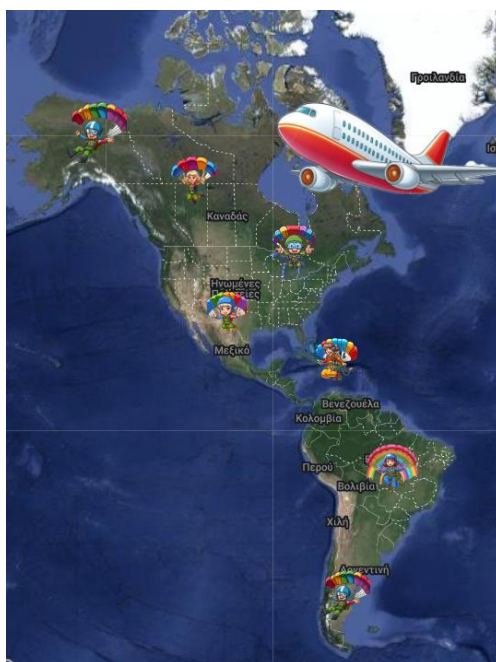 Γροιλανδία
Καναδάς
Ηνωμένες
Πολιτείες
Μεξικό
Βενεζουέλα
Κολομβία
Περού
Βολιβία
Χιλή
Αργεντινή